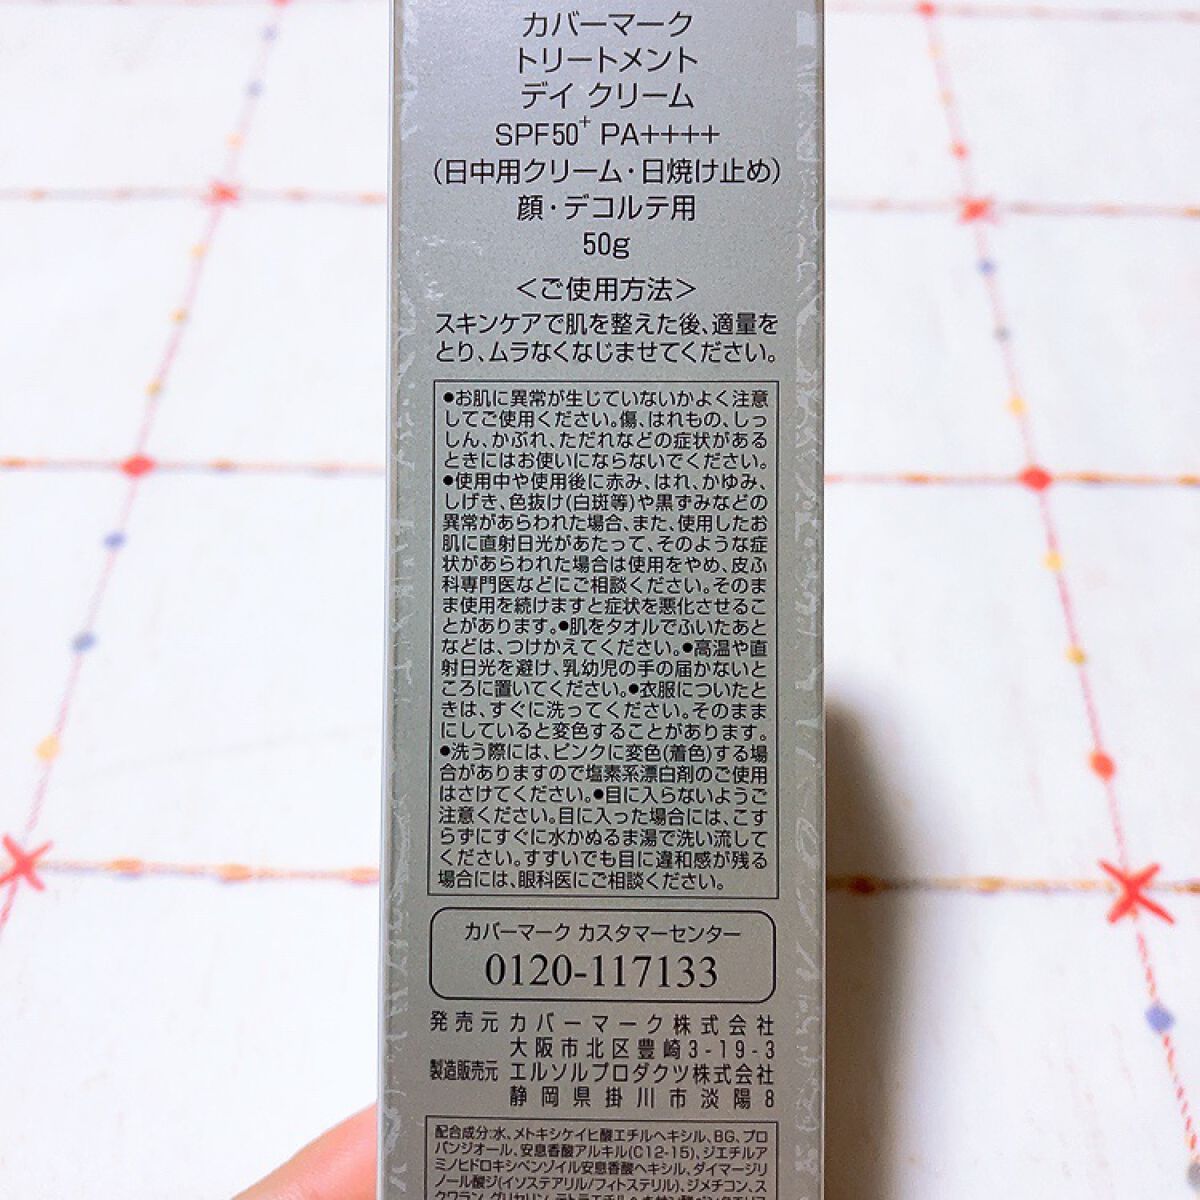 カバーマーク
トリートメント
デイ クリーム
SPF50⁺ PA++++
(日中用クリーム・日焼け止め)
顔・デコルテ用
50g
<ご使用方法>
スキンケアで肌を整えた後、適量を
とり、ムラなくなじませてください。
●お肌に異常が生じていないかよく注意
してご使用ください。傷、はれもの、しっ
しん、かぶれ、ただれなどの症状がある
ときにはお使いにならないでください。
●使用中や使用後に赤み、はれ、かゆみ、
しげき、色抜け(白斑等)や黒ずみなどの
異常があらわれた場合、また、使用したお
肌に直射日光があたって、そのような症
状があらわれた場合は使用をやめ、皮ふ
科専門医などにご相談ください。そのま
ま使用を続けますと症状を悪化させるこ
とがあります。●肌をタオルでふいたあと
などは、つけかえてください。●高温や直
射日光を避け、乳幼児の手の届かないと
ころに置いてください。●衣服についたと
きは、すぐに洗ってください。そのまま
にしていると変色することがあります。
●洗う際には、ピンクに変色(着色)する場
合がありますので塩素系漂白剤のご使用
はさけてください。●目に入らないようご
注意ください。目に入った場合には、こす
らずにすぐに水かぬるま湯で洗い流して
ください。すすいでも目に違和感が残る
場合には、眼科医にご相談ください。
カバーマーク カスタマーセンター
0120-117133
発売元 カバーマーク株式会社
大阪市北区豊崎3-19-3
製造販売元 エルソルプロダクツ株式会社
静岡県掛川市淡陽8
配合成分:水、メトキシケイヒ酸エチルヘキシル、BG、プロ
パンジオール、安息香酸アルキル(C12-15)、ジエチルア
ミノヒドロキシベンゾイル安息香酸ヘキシル、ダイマージリ
ノール酸ジ(イソステアリル/フィトステリル)、ジメチコン、ス
クワラン、グリセリン、